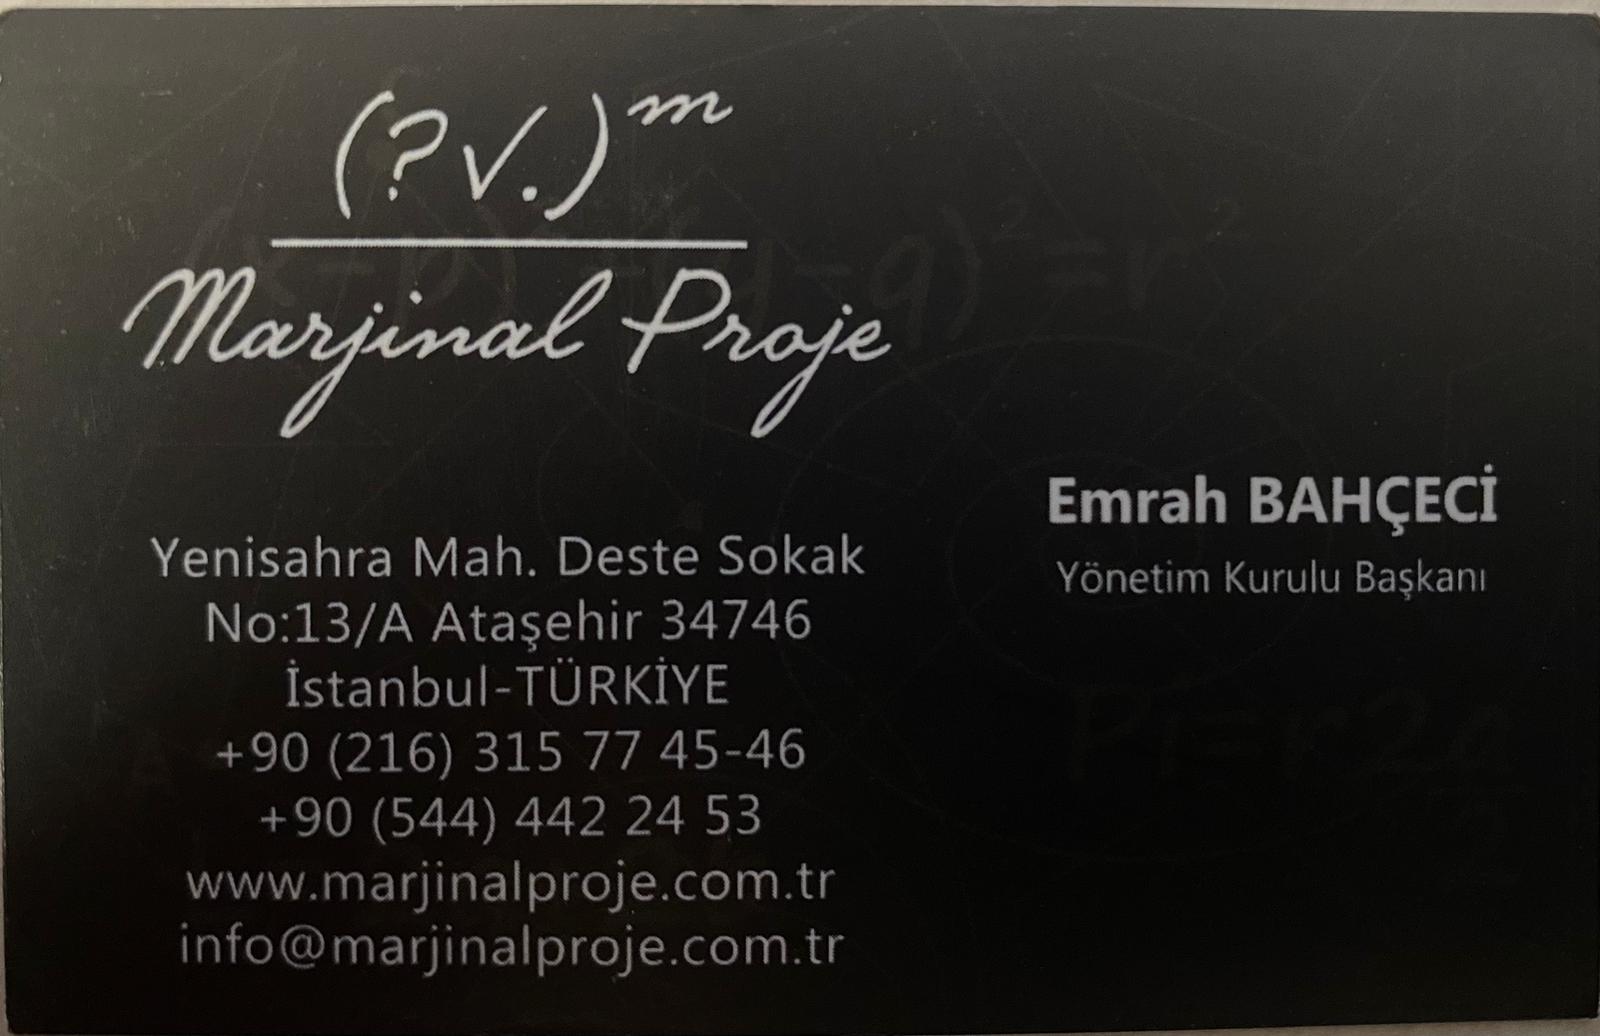 (?√.)ᵐ
Marjinal Proje
Emrah BAHÇECİ
Yönetim Kurulu Başkanı
Yenisahra Mah. Deste Sokak
No:13/A Ataşehir 34746
İstanbul-TÜRKİYE
+90 (216) 315 77 45-46
+90 (544) 442 24 53
www.marjinalproje.com.tr
info@marjinalproje.com.tr